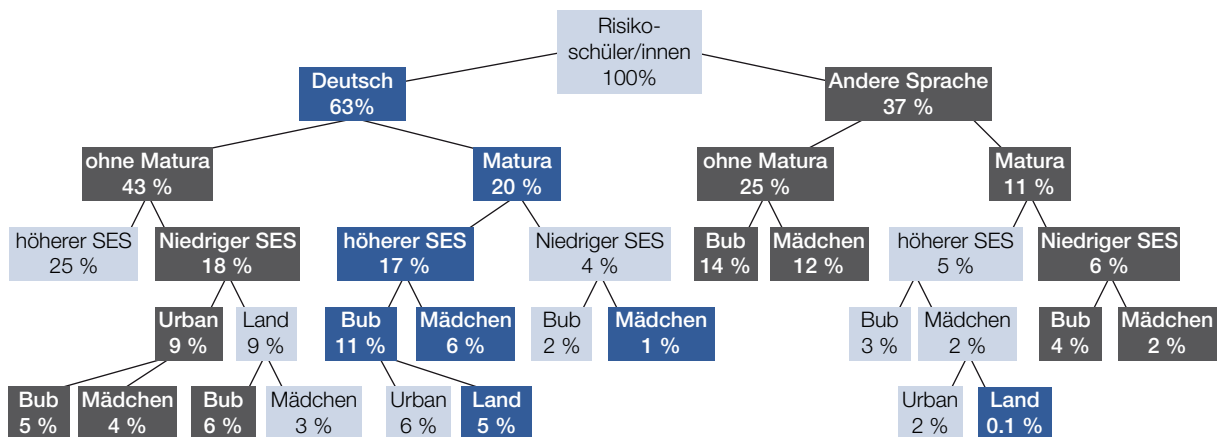 Risiko-
schüler/innen
100%
Deutsch
63%
Andere Sprache
37 %
ohne Matura
43 %
Matura
20 %
ohne Matura
25 %
Matura
11 %
höherer SES
25 %
Niedriger SES
18 %
höherer SES
17 %
Niedriger SES
4 %
Bub
14 %
Mädchen
12 %
höherer SES
5 %
Niedriger SES
6 %
Urban
9 %
Land
9 %
Bub
11 %
Mädchen
6 %
Bub
2 %
Mädchen
1 %
Bub
3 %
Mädchen
2 %
Bub
4 %
Mädchen
2 %
Bub
5 %
Mädchen
4 %
Bub
6 %
Mädchen
3 %
Urban
6 %
Land
5 %
Urban
2 %
Land
0.1 %